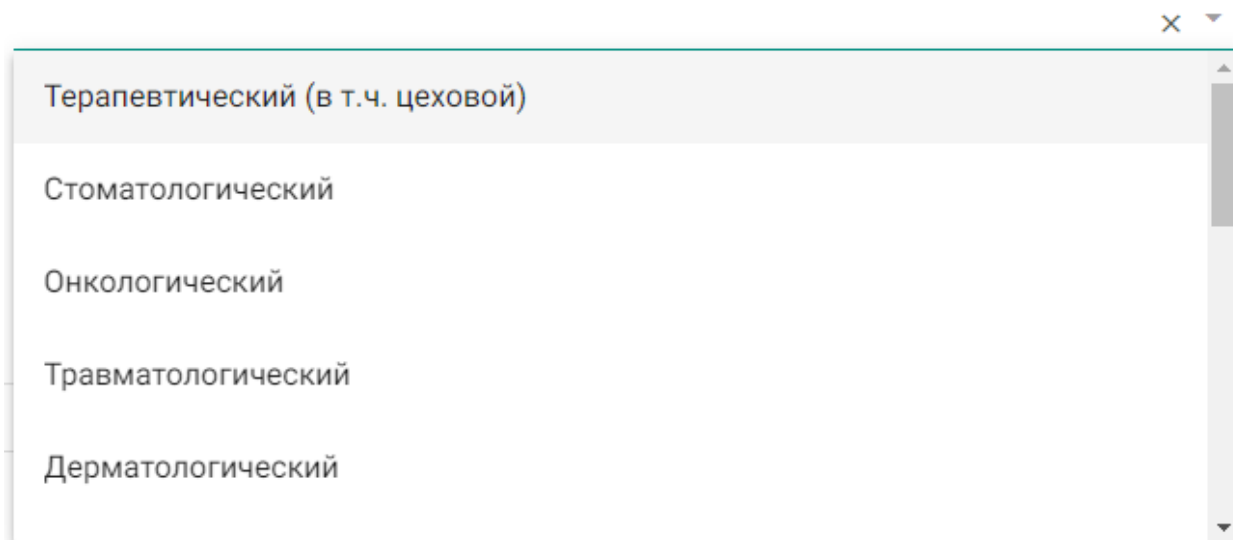 Терапевтический (в т.ч. цеховой)
Стоматологический
Онкологический
Травматологический
Дерматологический